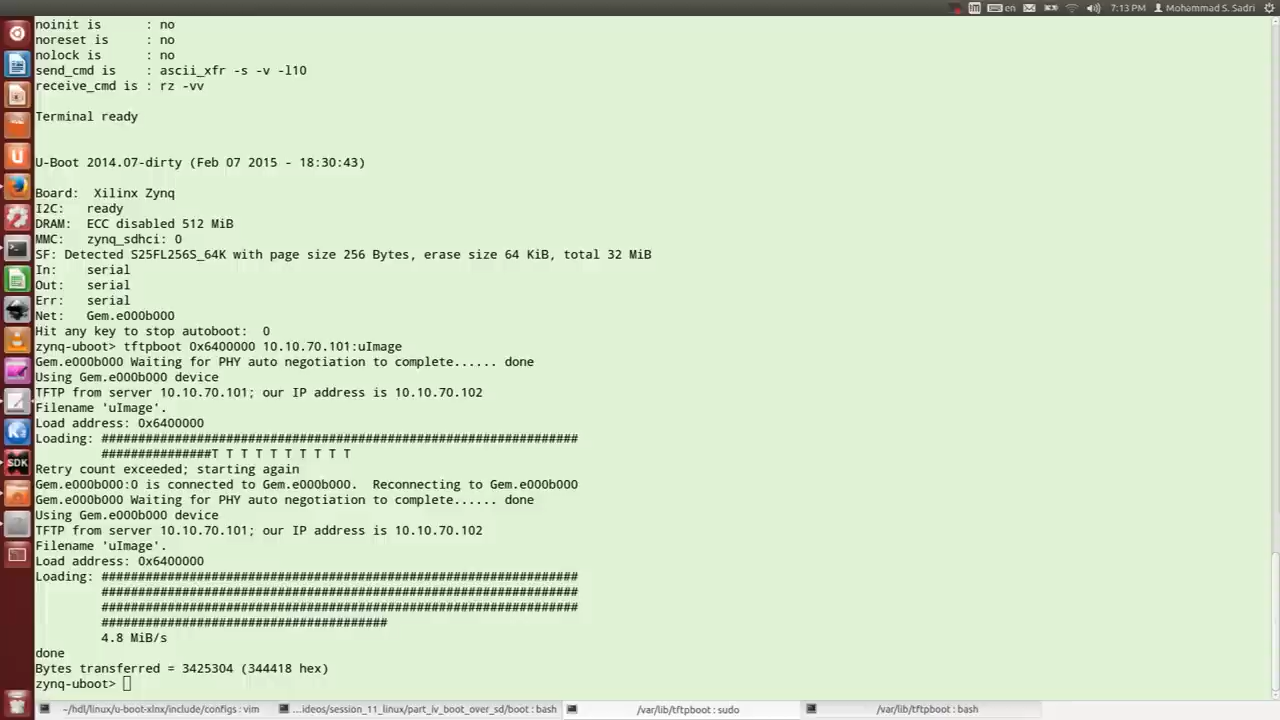 en
7:13 PM
Mohammad S. Sadri
noinit is      : no
noreset is     : no
nolock is      : no
send_cmd is    : ascii_xfr -s -v -l10
receive_cmd is : rz -vv
Terminal ready
U-Boot 2014.07-dirty (Feb 07 2015 - 18:30:43)
Board:  Xilinx Zynq
I2C:   ready
DRAM:  ECC disabled 512 MiB
MMC:   zynq_sdhci: 0
SF: Detected S25FL256S_64K with page size 256 Bytes, erase size 64 KiB, total 32 MiB
In:    serial
Out:   serial
Err:   serial
Net:   Gem.e000b000
Hit any key to stop autoboot:  0
zynq-uboot> tftpboot 0x6400000 10.10.70.101:uImage
Gem.e000b000 Waiting for PHY auto negotiation to complete...... done
Using Gem.e000b000 device
TFTP from server 10.10.70.101; our IP address is 10.10.70.102
Filename 'uImage'.
Load address: 0x6400000
Loading: #################################################################
###############T T T T T T T T T T
Retry count exceeded; starting again
Gem.e000b000:0 is connected to Gem.e000b000.  Reconnecting to Gem.e000b000
Gem.e000b000 Waiting for PHY auto negotiation to complete...... done
Using Gem.e000b000 device
TFTP from server 10.10.70.101; our IP address is 10.10.70.102
Filename 'uImage'.
Load address: 0x6400000
Loading: #################################################################
#################################################################
#################################################################
#######################################
4.8 MiB/s
done
Bytes transferred = 3425304 (344418 hex)
zynq-uboot>
~/hdl/linux/u-boot-xlnx/include/configs : vim
...ideos/session_11_linux/part_iv_boot_over_sd/boot : bash
/var/lib/tftpboot : sudo
/var/lib/tftpboot : bash
SDK